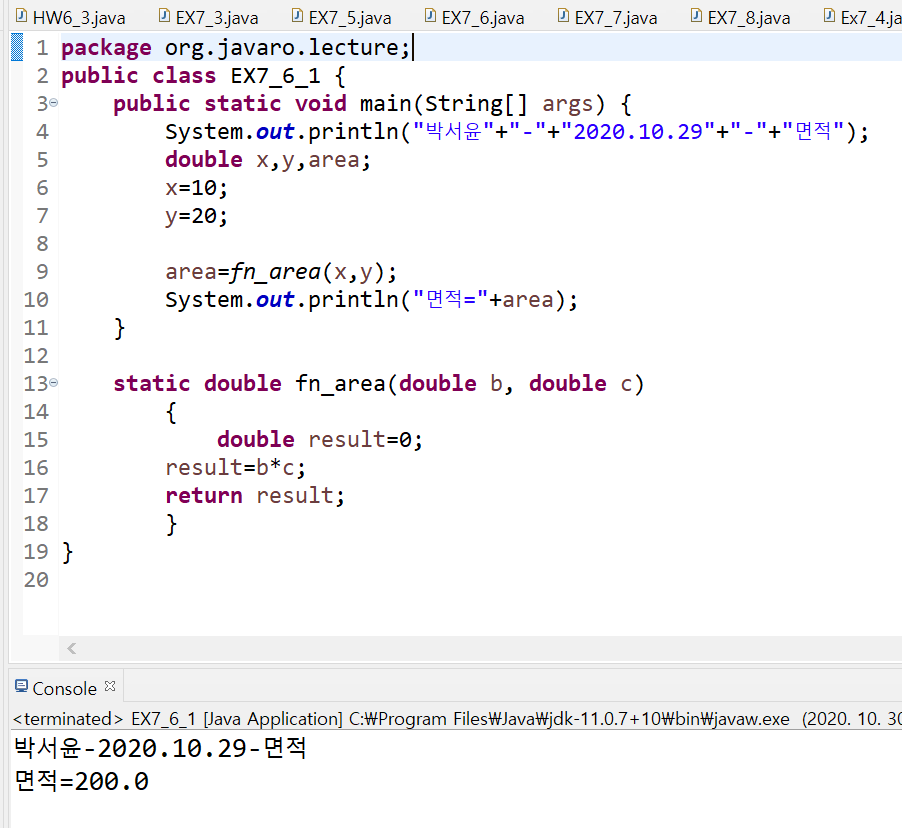 HW6_3.java EX7_3.java EX7_5.java EX7_6.java EX7_7.java EX7_8.java Ex7_4.ja
1 package org.javaro.lecture;
2 public class EX7_6_1 {
3 public static void main(String[] args) {
4 System.out.println("박서윤"+"-"+"2020.10.29"+"-"+"면적");
5 double x,y,area;
6 x=10;
7 y=20;
8
9 area=fn_area(x,y);
10 System.out.println("면적="+area);
11 }
12
13 static double fn_area(double b, double c)
14 {
15 double result=0;
16 result=b*c;
17 return result;
18 }
19 }
20
Console
<terminated> EX7_6_1 [Java Application] C:₩Program Files₩Java₩jdk-11.0.7+10₩bin₩javaw.exe (2020. 10. 30
박서윤-2020.10.29-면적
면적=200.0